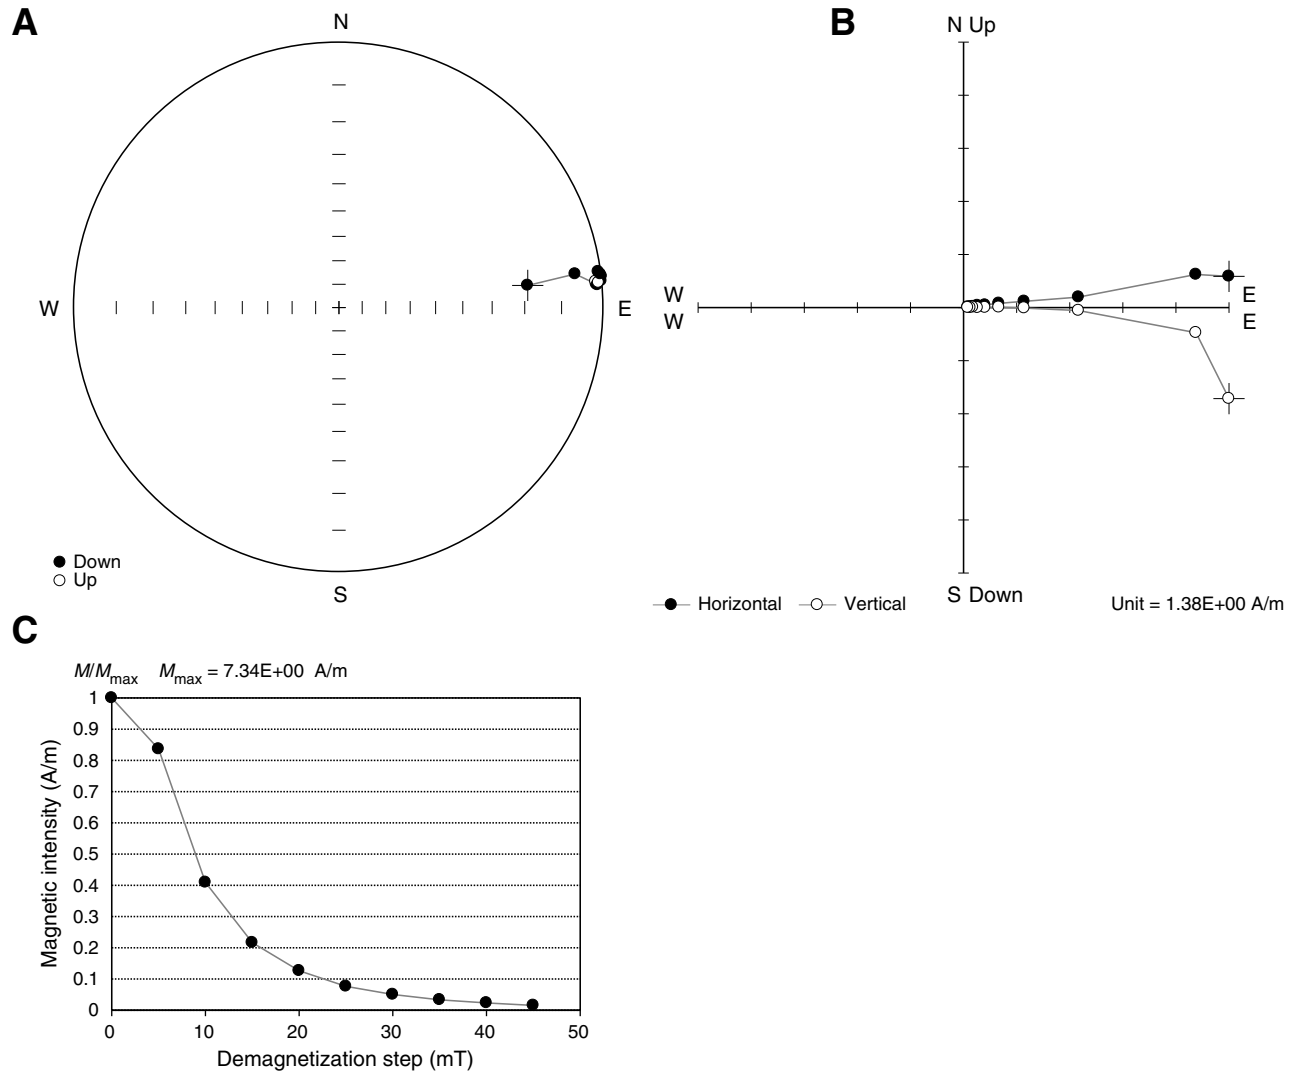 A
N
W
E
S
Down
Up
B
N Up
W
E
W
E
S Down
Horizontal
Vertical
Unit = 1.38E+00 A/m
C
M/Mmax Mmax = 7.34E+00 A/m
1
0.9
0.8
0.7
0.6
0.5
0.4
0.3
0.2
0.1
0
Magnetic intensity (A/m)
0 10 20 30 40 50
Demagnetization step (mT)